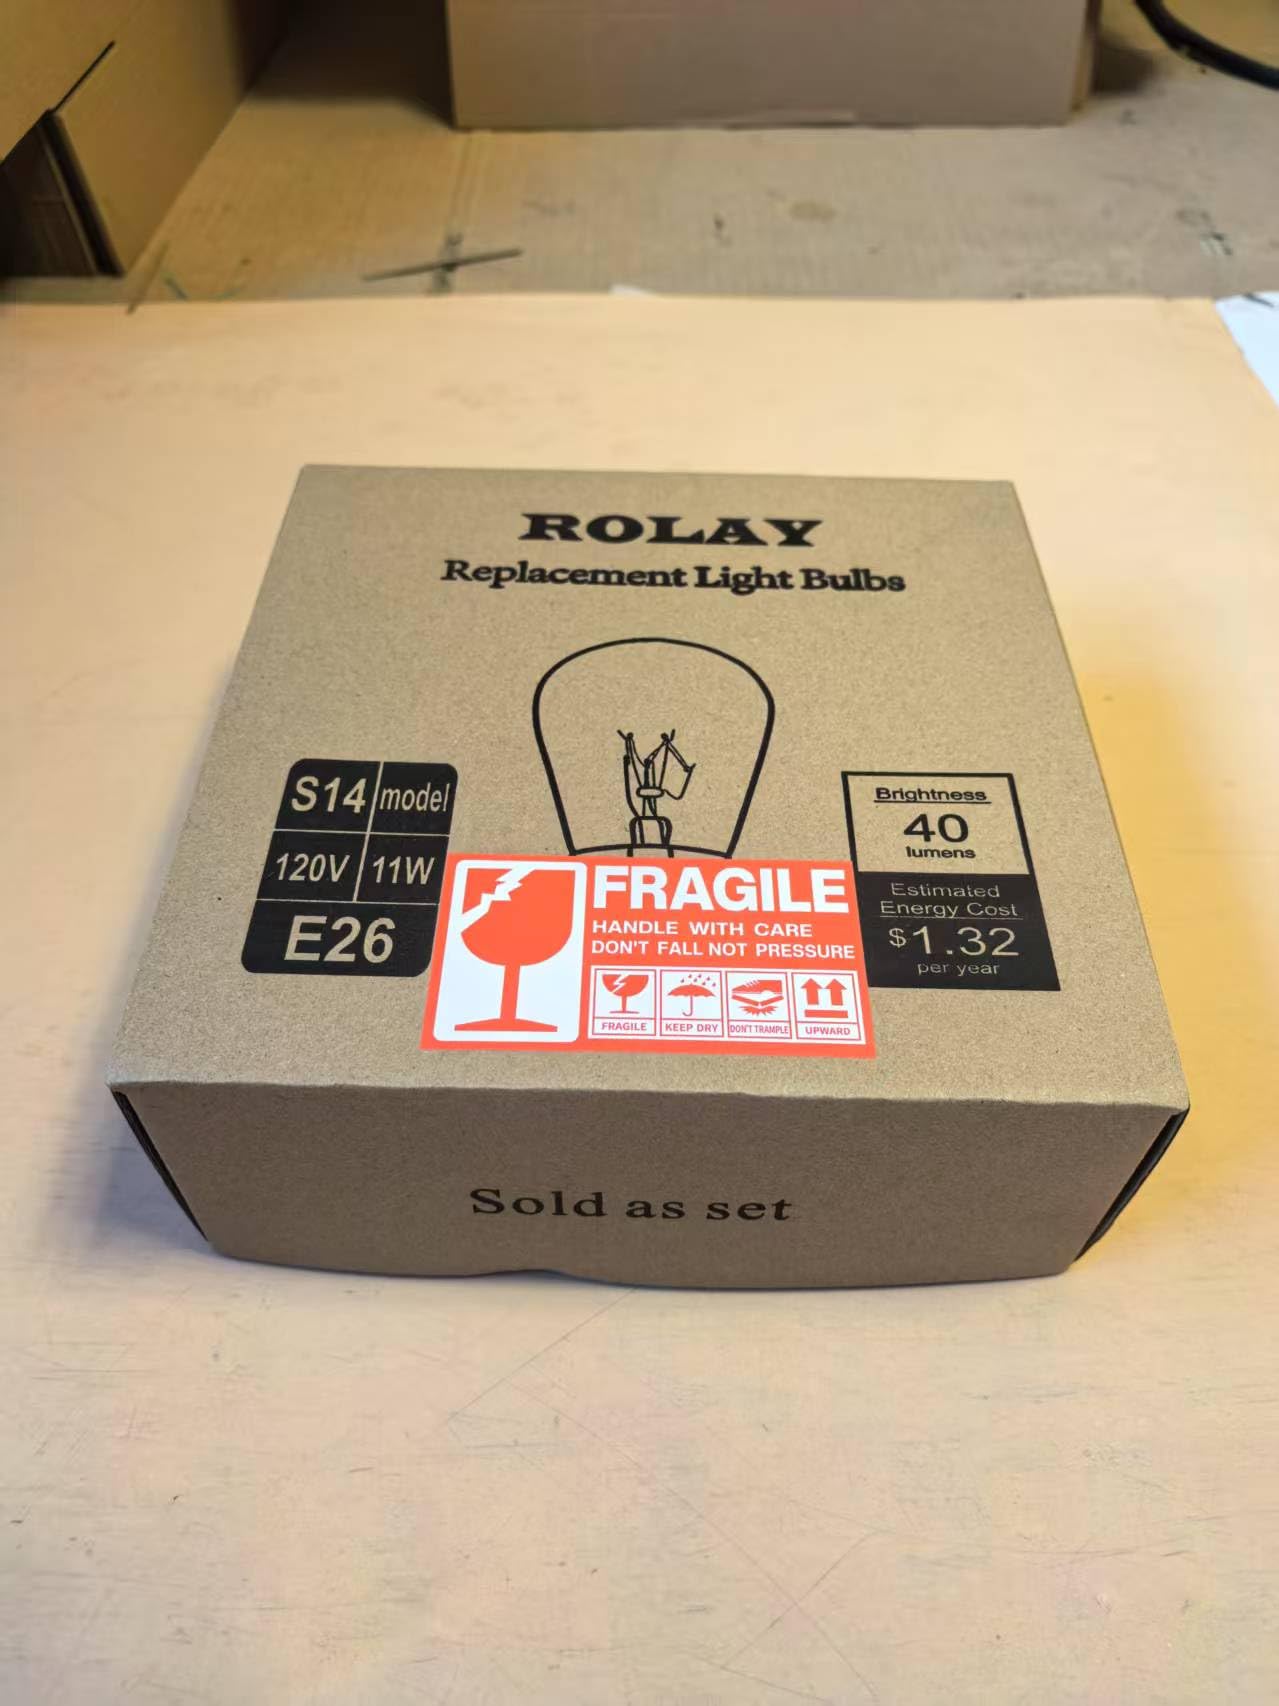 ROLAY
Replacement Light Bulbs
S14 model
120V 11W
E26
Brightness
40
lumens
Estimated
Energy Cost
$1.32
per year
FRAGILE
HANDLE WITH CARE
DON'T FALL NOT PRESSURE
FRAGILE KEEP DRY DON'T TRAMPLE UPWARD
Sold as set